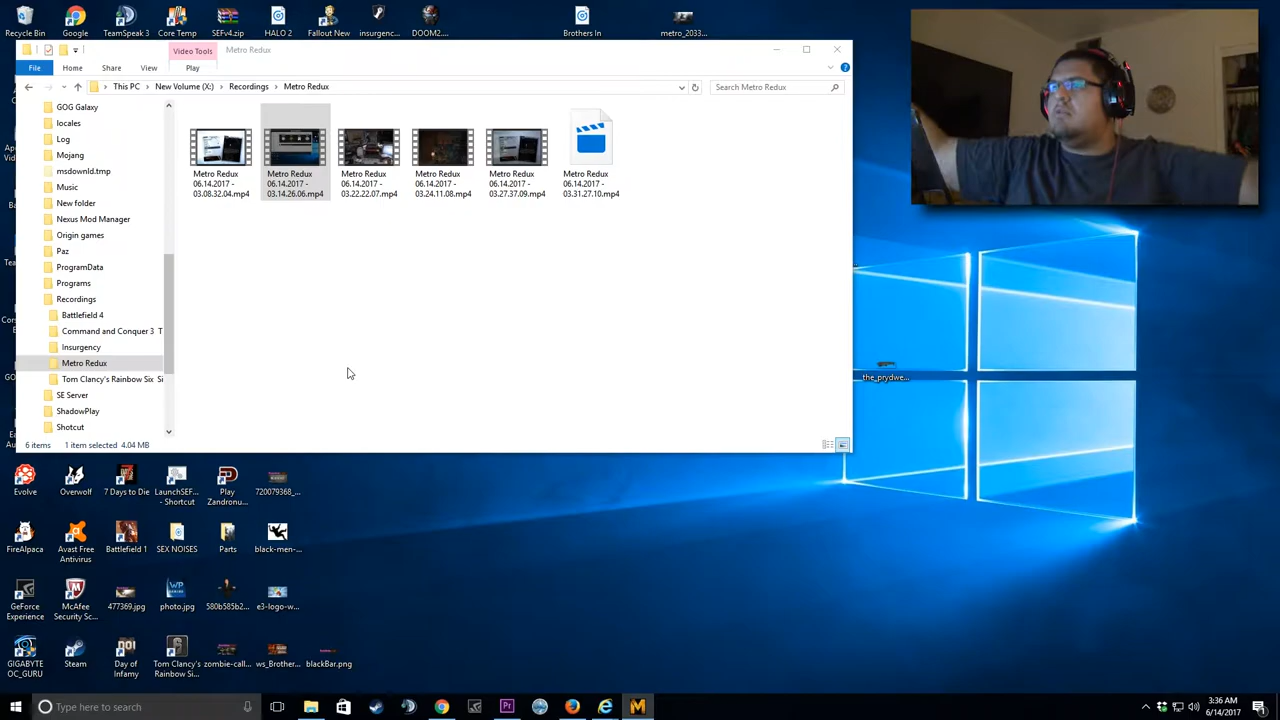 Recycle Bin
Google
TeamSpeak 3
Core Temp
SEFv4.zip
HALO 2
Fallout New
insurgenc...
DOOM2...
Brothers In
metro_2033...
Video Tools
Metro Redux
File
Home
Share
View
Play
This PC
New Volume (X:)
Recordings
Metro Redux
Search Metro Redux
GOG Galaxy
locales
Log
Mojang
msdownld.tmp
Music
New folder
Nexus Mod Manager
Origin games
Paz
ProgramData
Programs
Recordings
Battlefield 4
Command and Conquer 3 T
Insurgency
Metro Redux
Tom Clancy's Rainbow Six Si
SE Server
ShadowPlay
Shotcut
Metro Redux
06.14.2017 -
03.08.32.04.mp4
Metro Redux
06.14.2017 -
03.14.26.06.mp4
Metro Redux
06.14.2017 -
03.22.22.07.mp4
Metro Redux
06.14.2017 -
03.24.11.08.mp4
Metro Redux
06.14.2017 -
03.27.37.09.mp4
Metro Redux
06.14.2017 -
03.31.27.10.mp4
6 items
1 item selected 4.04 MB
the_prydwe...
Evolve
Overwolf
7 Days to Die
LaunchSEF...
- Shortcut
Play
Zandronu...
720079368_...
FireAlpaca
Avast Free
Antivirus
Battlefield 1
SEX NOISES
Parts
black-men-...
GeForce
Experience
McAfee
Security Sc...
477369.jpg
photo.jpg
580b585b2...
e3-logo-w...
GIGABYTE
OC_GURU
Steam
Day of
Infamy
Tom Clancy's
Rainbow Si...
zombie-call...
ws_Brother...
blackBar.png
Type here to search
3:36 AM
6/14/2017